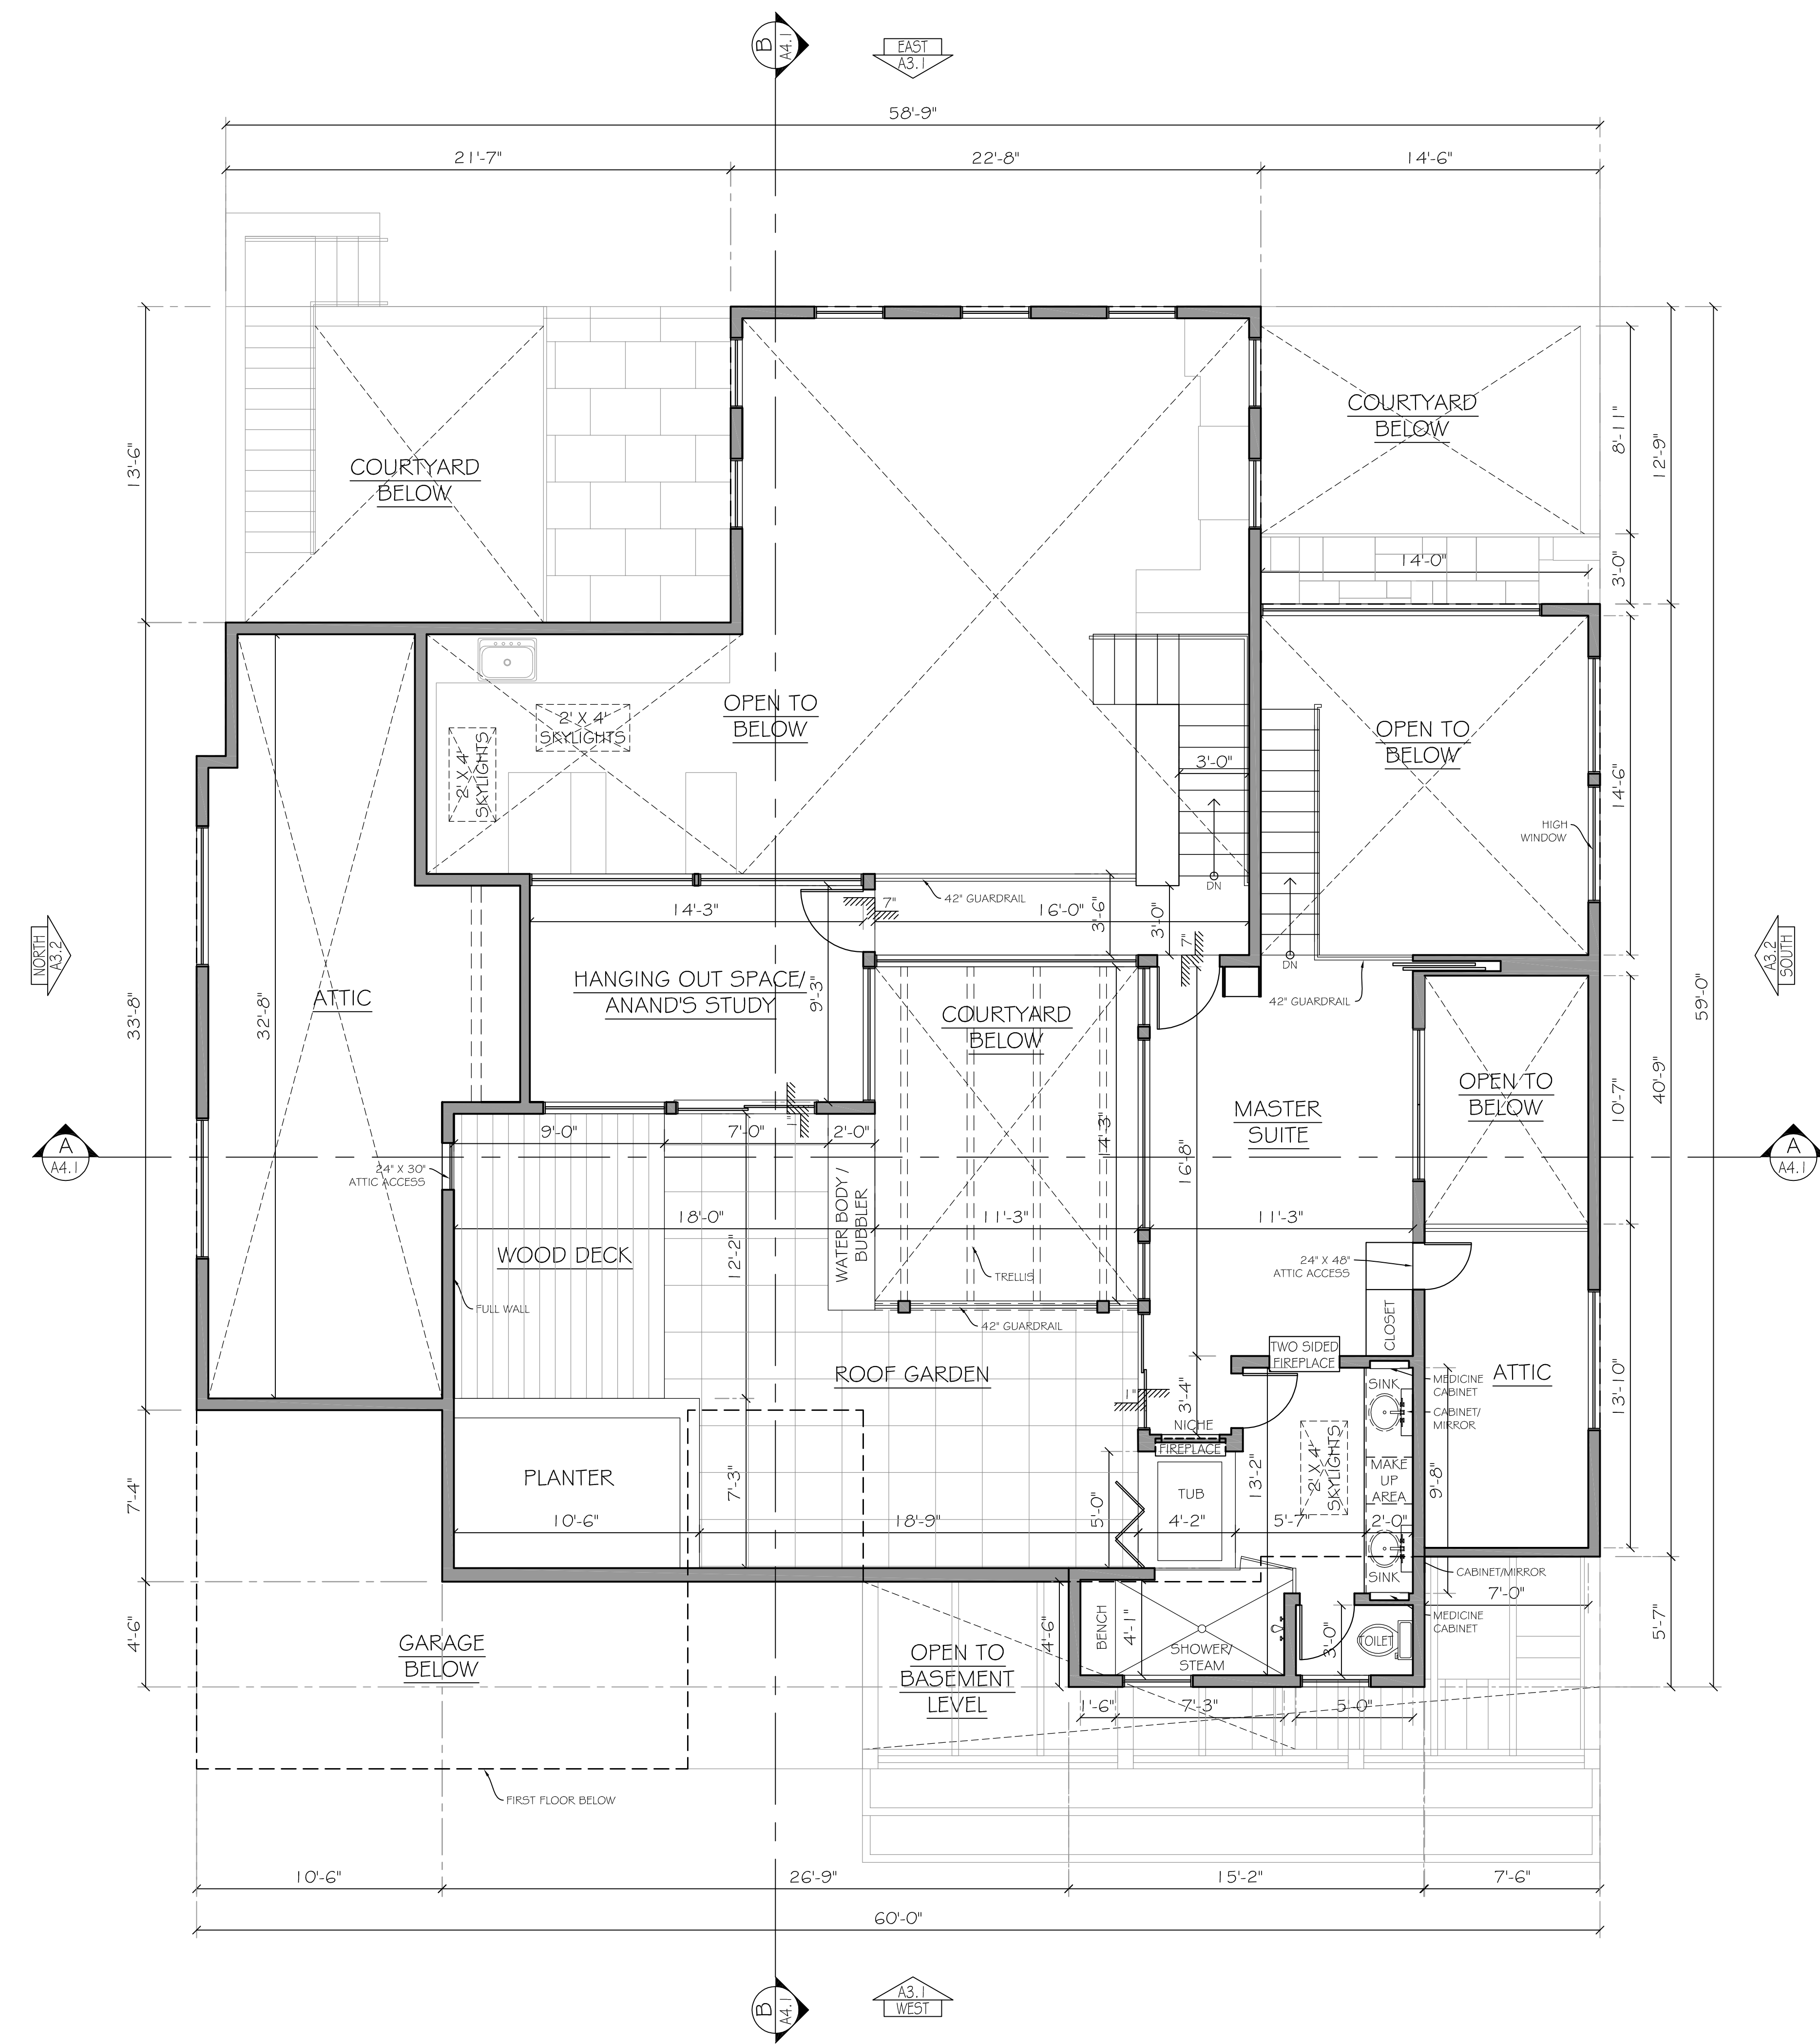 B
A4.1
EAST
A3.1
58'-9"
21'-7"
22'-8"
14'-6"
COURTYARD
BELOW
COURTYARD
BELOW
13'-6"
8'-11"
12'-9"
3'-0"
14'-0"
OPEN TO
BELOW
2' X 4'
SKYLIGHTS
2' X 4'
SKYLIGHTS
3'-0"
DN
OPEN TO
BELOW
14'-6"
HIGH
WINDOW
DN
42" GUARDRAIL
14'-3"
7"
42" GUARDRAIL
16'-0"
3'-6"
3'-0"
7"
NORTH
A3.2
A3.2
SOUTH
33'-8"
32'-8"
ATTIC
HANGING OUT SPACE/
ANAND'S STUDY
9'-3"
COURTYARD
BELOW
59'-0"
40'-9"
10'-7"
OPEN TO
BELOW
MASTER
SUITE
14'-3"
16'-8"
1"
9'-0"
7'-0"
2'-0"
A
A4.1
A
A4.1
24" X 30"
ATTIC ACCESS
18'-0"
11'-3"
11'-3"
WATER BODY /
BUBBLER
WOOD DECK
12'-2"
TRELLIS
24" X 48"
ATTIC ACCESS
FULL WALL
42" GUARDRAIL
CLOSET
TWO SIDED
FIREPLACE
ROOF GARDEN
ATTIC
13'-10"
SINK
MEDICINE
CABINET
CABINET/
MIRROR
1"
3'-4"
NICHE
FIREPLACE
2' X 4'
SKYLIGHTS
MAKE
UP
AREA
9'-8"
13'-2"
PLANTER
7'-3"
TUB
5'-0"
7'-4"
10'-6"
18'-9"
4'-2"
5'-7"
2'-0"
SINK
CABINET/MIRROR
7'-0"
MEDICINE
CABINET
4'-6"
GARAGE
BELOW
OPEN TO
BASEMENT
LEVEL
4'-6"
BENCH
4'-1"
SHOWER/
STEAM
3'-0"
TOILET
5'-7"
1'-6"
7'-3"
5'-0"
FIRST FLOOR BELOW
10'-6"
26'-9"
15'-2"
7'-6"
60'-0"
B
A4.1
A3.1
WEST